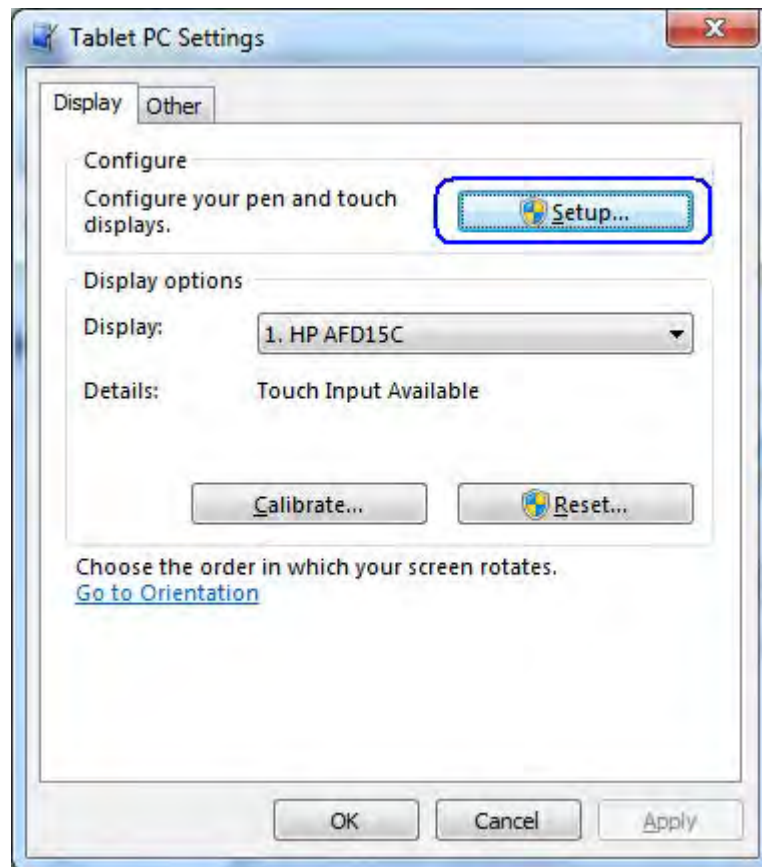 Tablet PC Settings
Display Other
Configure
Configure your pen and touch
displays.
Setup...
Display options
Display:
1. HP AFD15C
Details:
Touch Input Available
Calibrate...
Reset...
Choose the order in which your screen rotates.
Go to Orientation
OK
Cancel
Apply